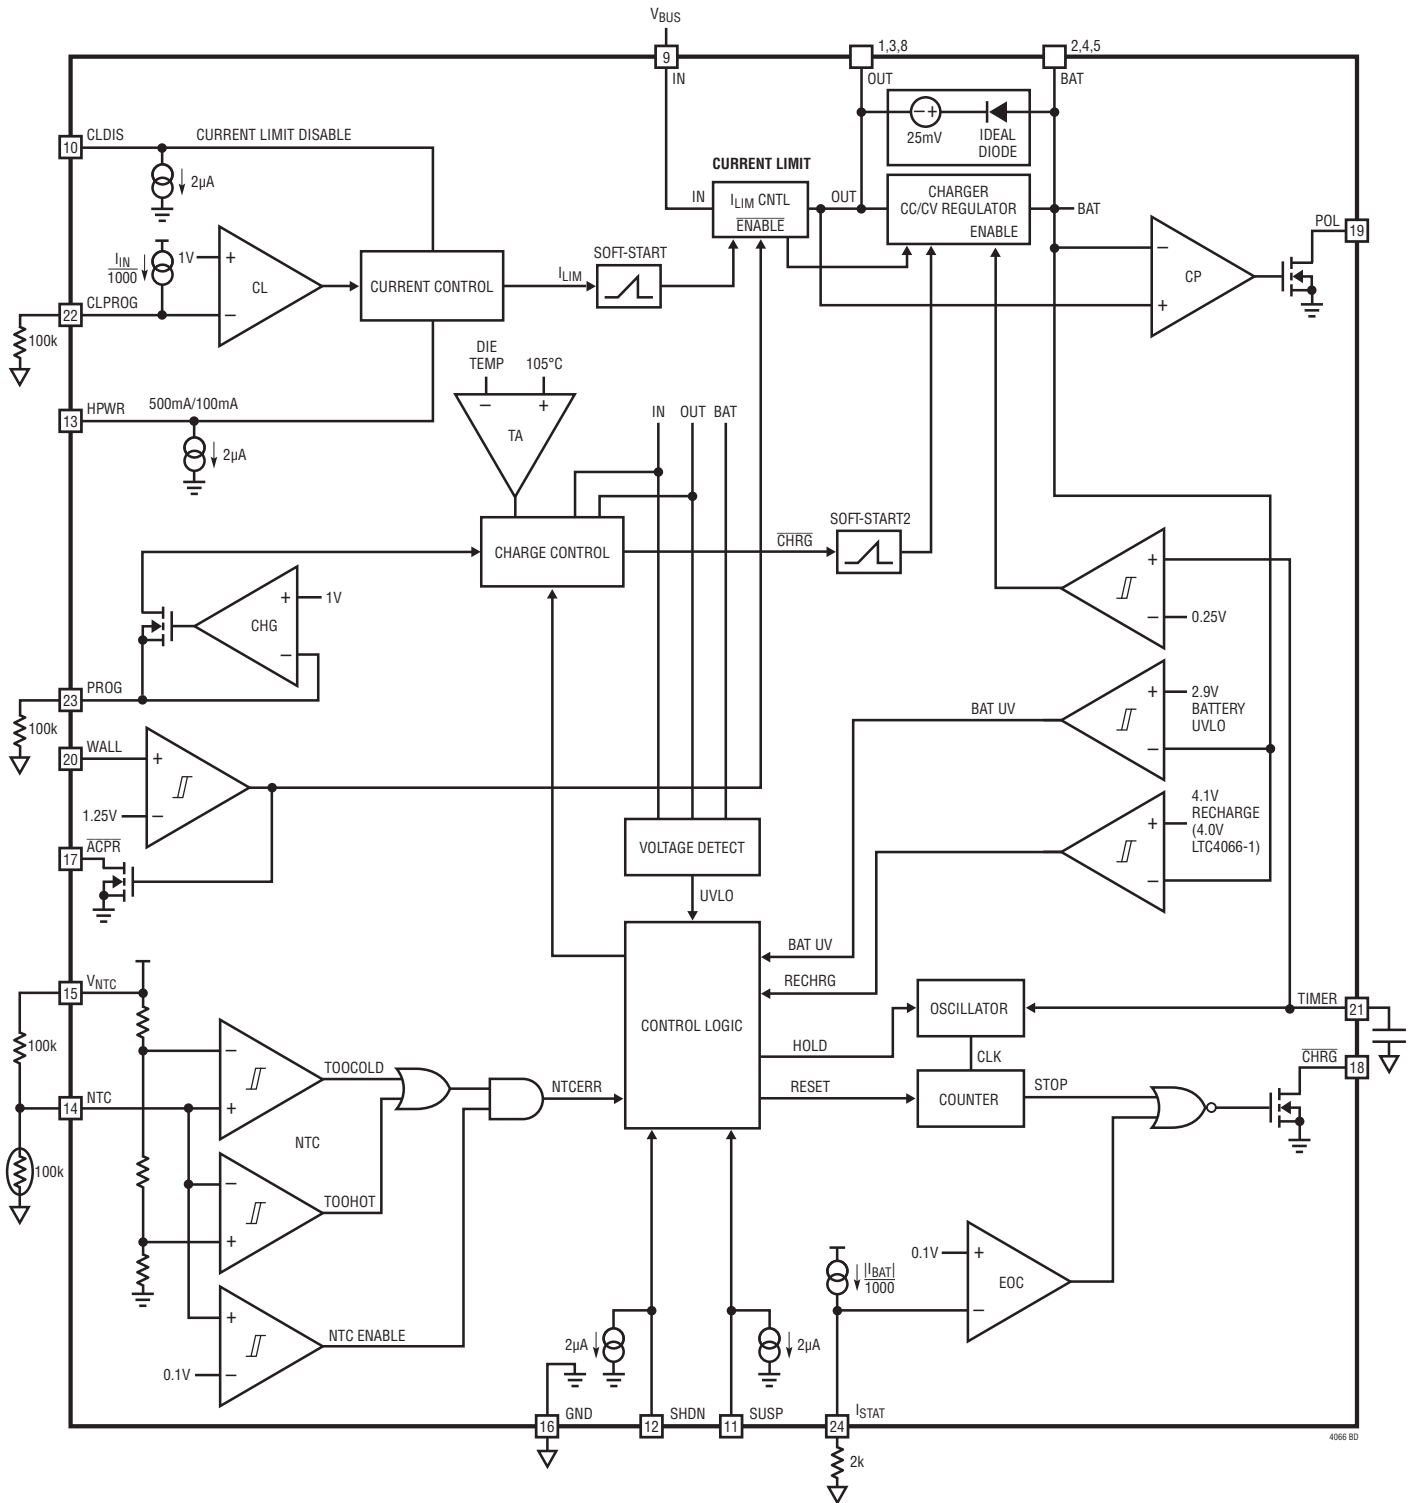 VBUS
9
IN
1,3,8
OUT
2,4,5
BAT
10
CLDIS
CURRENT LIMIT DISABLE
2µA
25mV
IDEAL
DIODE
CURRENT LIMIT
IN
ILIM CNTL
ENABLE
OUT
CHARGER
CC/CV REGULATOR
ENABLE
BAT
POL
19
IIN
1000
1V
+
–
CL
CURRENT CONTROL
ILIM
SOFT-START
–
+
CP
22
CLPROG
100k
DIE
TEMP
105°C
–
+
TA
13
HPWR
500mA/100mA
2µA
IN
OUT
BAT
CHARGE CONTROL
CHRG
SOFT-START2
+
–
0.25V
CHG
+
–
1V
23
PROG
100k
2.9V
BATTERY
UVLO
+
–
BAT UV
20
WALL
+
–
1.25V
4.1V
RECHARGE
(4.0V
LTC4066-1)
+
–
17
ACPR
VOLTAGE DETECT
UVLO
BAT UV
RECHRG
15
VNTC
100k
CONTROL LOGIC
OSCILLATOR
TIMER
21
HOLD
CLK
CHRG
18
RESET
COUNTER
STOP
14
NTC
–
+
TOOCOLD
NTCERR
NTC
100k
–
+
TOOHOT
+
–
NTC ENABLE
0.1V
0.1V
+
–
EOC
|IBAT|
1000
2µA
2µA
16
GND
12
SHDN
11
SUSP
24
ISTAT
2k
4066 BD